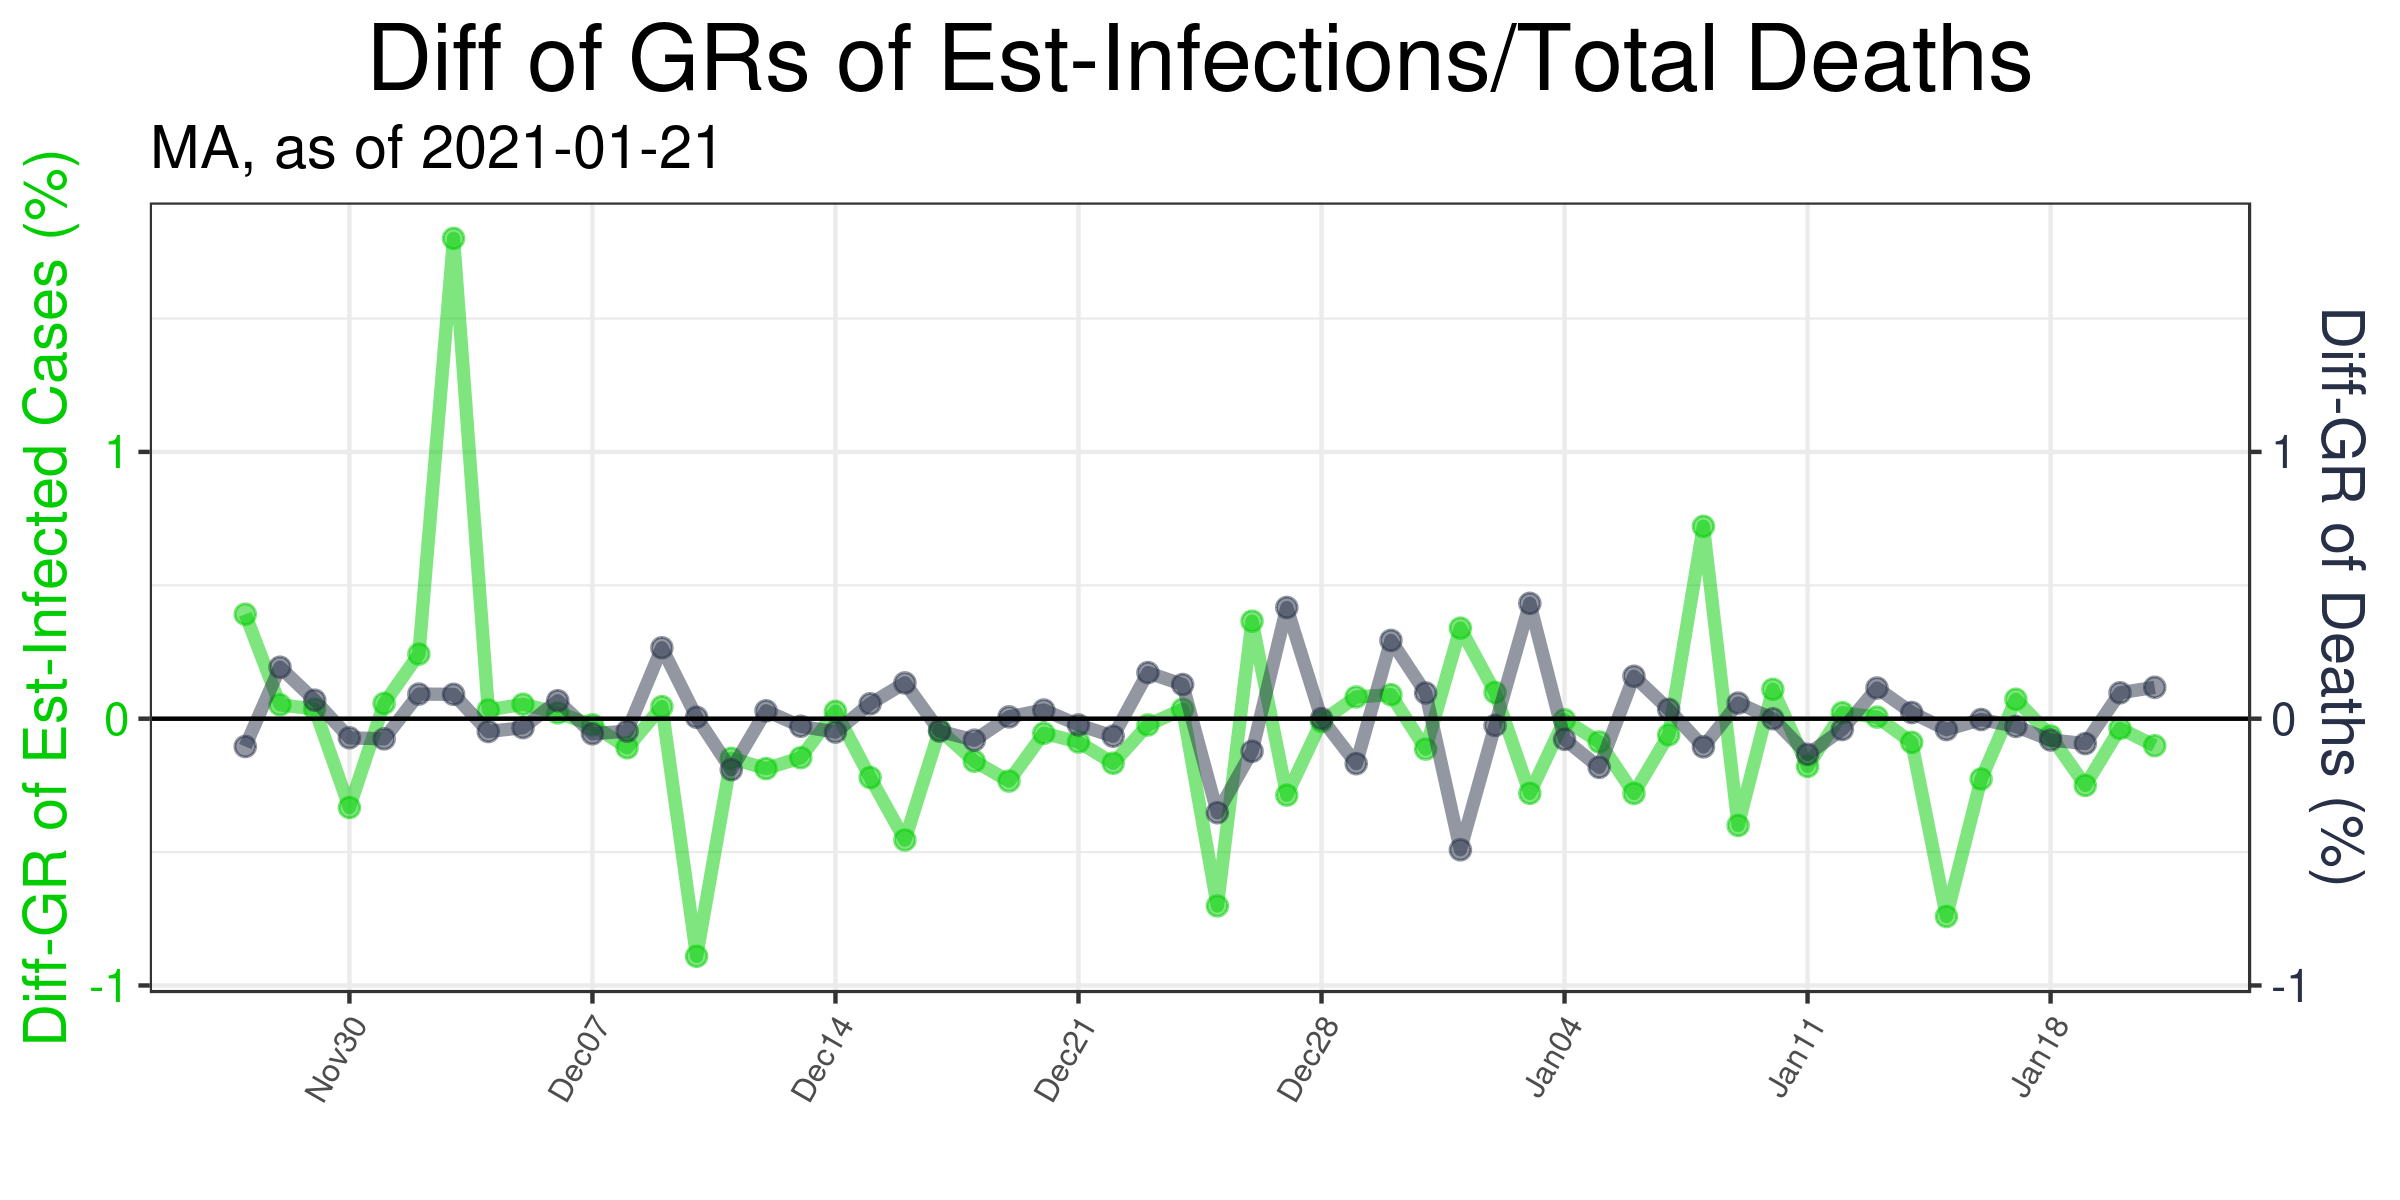 Diff of GRs of Est-Infections/Total Deaths
MA, as of 2021-01-21
Diff-GR of Est-Infected Cases (%)
1
0
-1
1
0
-1
Diff-GR of Deaths (%)
Nov30
Dec07
Dec14
Dec21
Dec28
Jan04
Jan11
Jan18